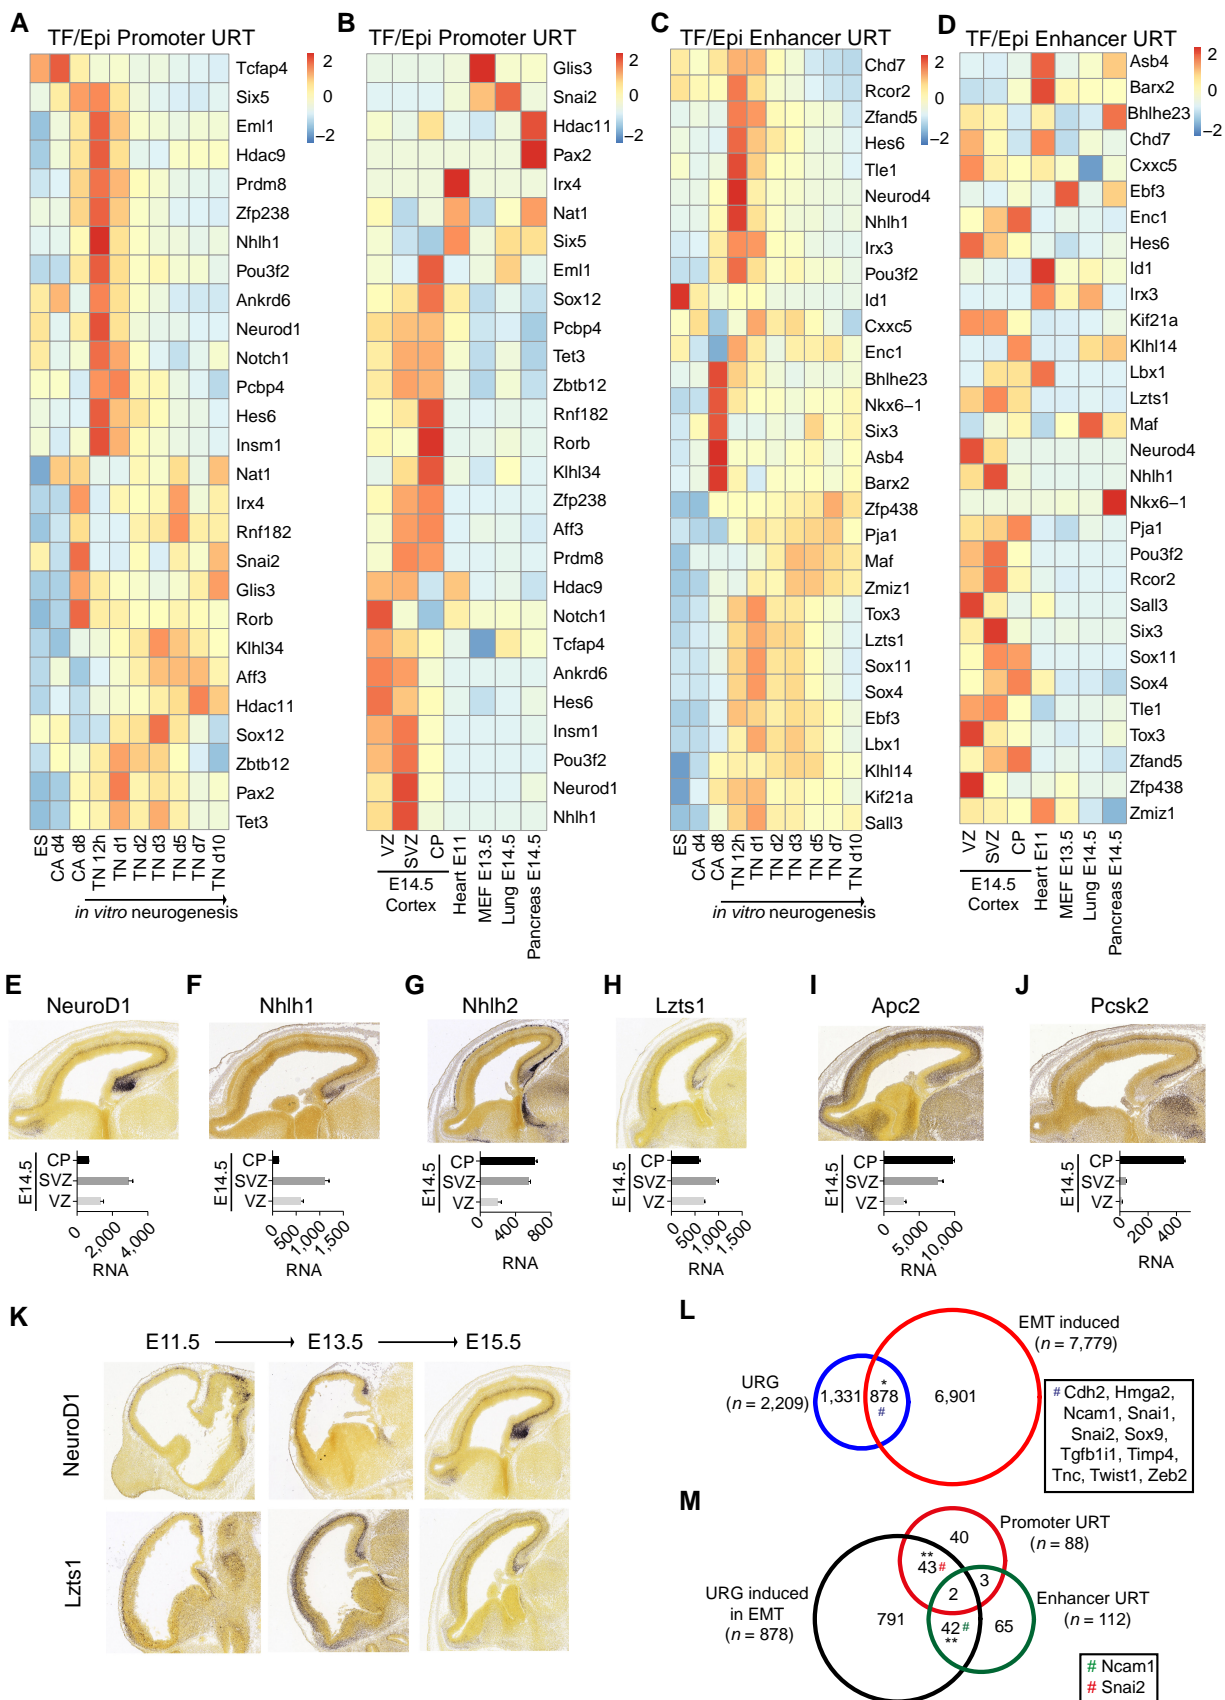 A
TF/Epi Promoter URT
2
0
−2
Tcfap4
Six5
Eml1
Hdac9
Prdm8
Zfp238
Nhlh1
Pou3f2
Ankrd6
Neurod1
Notch1
Pcbp4
Hes6
Insm1
Nat1
Irx4
Rnf182
Snai2
Glis3
Rorb
Klhl34
Aff3
Hdac11
Sox12
Zbtb12
Pax2
Tet3
ES
CA d4
CA d8
TN 12h
TN d1
TN d2
TN d3
TN d5
TN d7
TN d10
in vitro neurogenesis
B
TF/Epi Promoter URT
2
0
−2
Glis3
Snai2
Hdac11
Pax2
Irx4
Nat1
Six5
Eml1
Sox12
Pcbp4
Tet3
Zbtb12
Rnf182
Rorb
Klhl34
Zfp238
Aff3
Prdm8
Hdac9
Notch1
Tcfap4
Ankrd6
Hes6
Insm1
Pou3f2
Neurod1
Nhlh1
VZ
SVZ
CP
Heart E11
MEF E13.5
Lung E14.5
Pancreas E14.5
E14.5
Cortex
C
TF/Epi Enhancer URT
2
0
−2
Chd7
Rcor2
Zfand5
Hes6
Tle1
Neurod4
Nhlh1
Irx3
Pou3f2
Id1
Cxxc5
Enc1
Bhlhe23
Nkx6−1
Six3
Asb4
Barx2
Zfp438
Pja1
Maf
Zmiz1
Tox3
Lzts1
Sox11
Sox4
Ebf3
Lbx1
Klhl14
Kif21a
Sall3
ES
CA d4
CA d8
TN 12h
TN d1
TN d2
TN d3
TN d5
TN d7
TN d10
in vitro neurogenesis
D
TF/Epi Enhancer URT
2
0
−2
Asb4
Barx2
Bhlhe23
Chd7
Cxxc5
Ebf3
Enc1
Hes6
Id1
Irx3
Kif21a
Klhl14
Lbx1
Lzts1
Maf
Neurod4
Nhlh1
Nkx6−1
Pja1
Pou3f2
Rcor2
Sall3
Six3
Sox11
Sox4
Tle1
Tox3
Zfand5
Zfp438
Zmiz1
VZ
SVZ
CP
Heart E11
MEF E13.5
Lung E14.5
Pancreas E14.5
E14.5
Cortex
E
NeuroD1
E14.5
CP
SVZ
VZ
0
2,000
4,000
RNA
F
Nhlh1
E14.5
CP
SVZ
VZ
0
500
1,000
1,500
RNA
G
Nhlh2
E14.5
CP
SVZ
VZ
0
400
800
RNA
H
Lzts1
E14.5
CP
SVZ
VZ
0
500
1,000
1,500
RNA
I
Apc2
E14.5
CP
SVZ
VZ
0
5,000
10,000
RNA
J
Pcsk2
E14.5
CP
SVZ
VZ
0
200
400
RNA
K
E11.5
E13.5
E15.5
NeuroD1
Lzts1
L
URG
(n = 2,209)
1,331
*
878
#
6,901
EMT induced
(n = 7,779)
# Cdh2, Hmga2,
Ncam1, Snai1,
Snai2, Sox9,
Tgfb1i1, Timp4,
Tnc, Twist1, Zeb2
M
URG induced
in EMT
(n = 878)
791
**
43#
40
Promoter URT
(n = 88)
2
3
42#
**
65
Enhancer URT
(n = 112)
# Ncam1
# Snai2